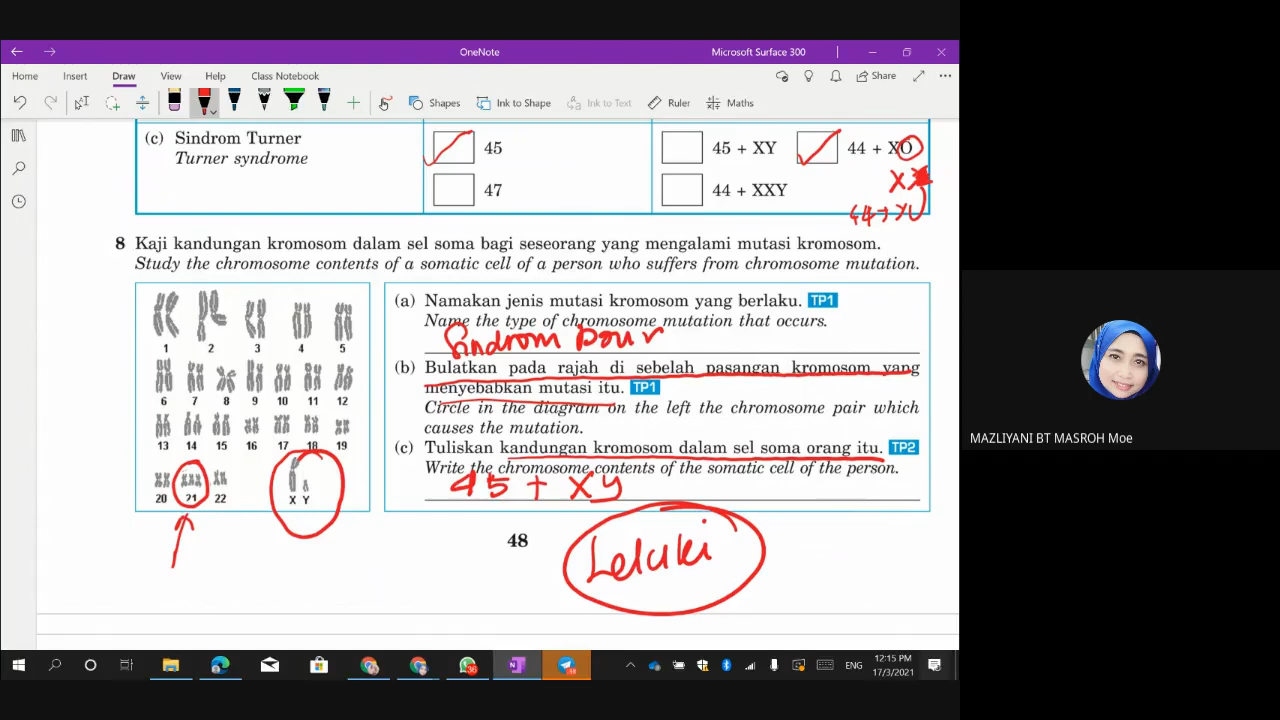 OneNote
Microsoft Surface 300
Home Insert Draw View Help Class Notebook Share
Shapes Ink to Shape Ink to Text Ruler Maths
(c) Sindrom Turner
Turner syndrome
45
47
45 + XY
44 + XXY
44 + XO
44 + XO
8 Kaji kandungan kromosom dalam sel soma bagi seseorang yang mengalami mutasi kromosom.
Study the chromosome contents of a somatic cell of a person who suffers from chromosome mutation.
1 2 3 4 5
6 7 8 9 10 11 12
13 14 15 16 17 18 19
20 21 22 X Y
(a) Namakan jenis mutasi kromosom yang berlaku. TP1
Name the type of chromosome mutation that occurs.
Sindrom
(b) Bulatkan pada rajah di sebelah pasangan kromosom yang
menyebabkan mutasi itu. TP1
Circle in the diagram on the left the chromosome pair which
causes the mutation.
(c) Tuliskan kandungan kromosom dalam sel soma orang itu. TP2
Write the chromosome contents of the somatic cell of the person.
45 + XY
48
Lelaki
MAZLIYANI BT MASROH Moe
ENG
12:15 PM
17/3/2021